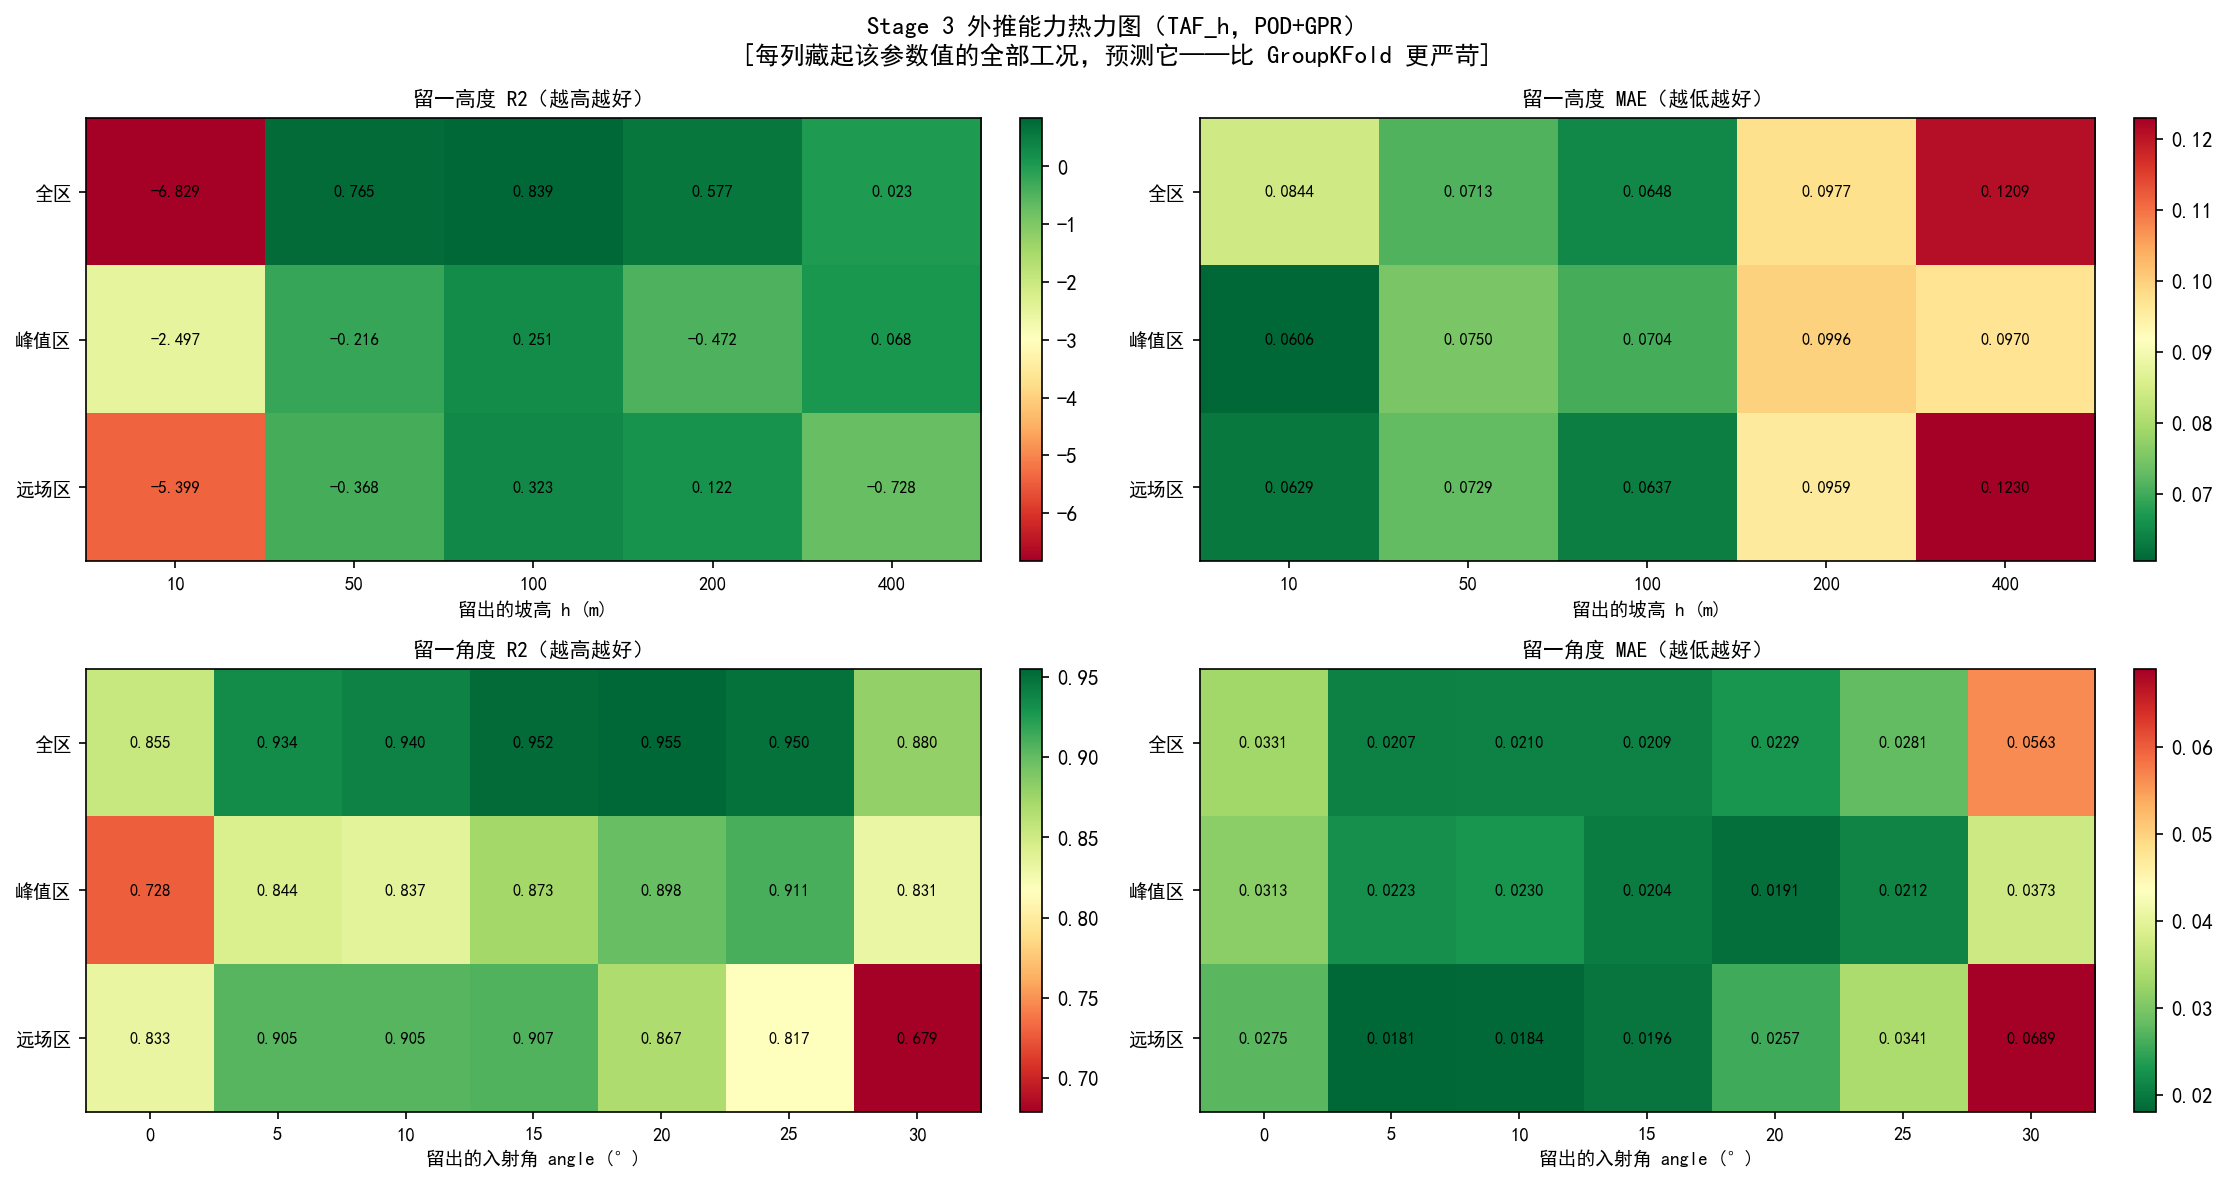 Stage 3 外推能力热力图（TAF_h, POD+GPR）
[每列藏起该参数值的全部工况，预测它——比 GroupKFold 更严苛]
留一高度 R2（越高越好）
全区
峰值区
远场区
−6.829 0.765 0.839 0.577 0.023
−2.497 −0.216 0.251 −0.472 0.068
−5.399 −0.368 0.323 0.122 −0.728
10 50 100 200 400
留出的坡高 h (m)
0
−1
−2
−3
−4
−5
−6
留一高度 MAE（越低越好）
全区
峰值区
远场区
0.0844 0.0713 0.0648 0.0977 0.1209
0.0606 0.0750 0.0704 0.0996 0.0970
0.0629 0.0729 0.0637 0.0959 0.1230
10 50 100 200 400
留出的坡高 h (m)
0.12
0.11
0.10
0.09
0.08
0.07
留一角度 R2（越高越好）
全区
峰值区
远场区
0.855 0.934 0.940 0.952 0.955 0.950 0.880
0.728 0.844 0.837 0.873 0.898 0.911 0.831
0.833 0.905 0.905 0.907 0.867 0.817 0.679
0 5 10 15 20 25 30
留出的入射角 angle (°)
0.95
0.90
0.85
0.80
0.75
0.70
留一角度 MAE（越低越好）
全区
峰值区
远场区
0.0331 0.0207 0.0210 0.0209 0.0229 0.0281 0.0563
0.0313 0.0223 0.0230 0.0204 0.0191 0.0212 0.0373
0.0275 0.0181 0.0184 0.0196 0.0257 0.0341 0.0689
0 5 10 15 20 25 30
留出的入射角 angle (°)
0.06
0.05
0.04
0.03
0.02